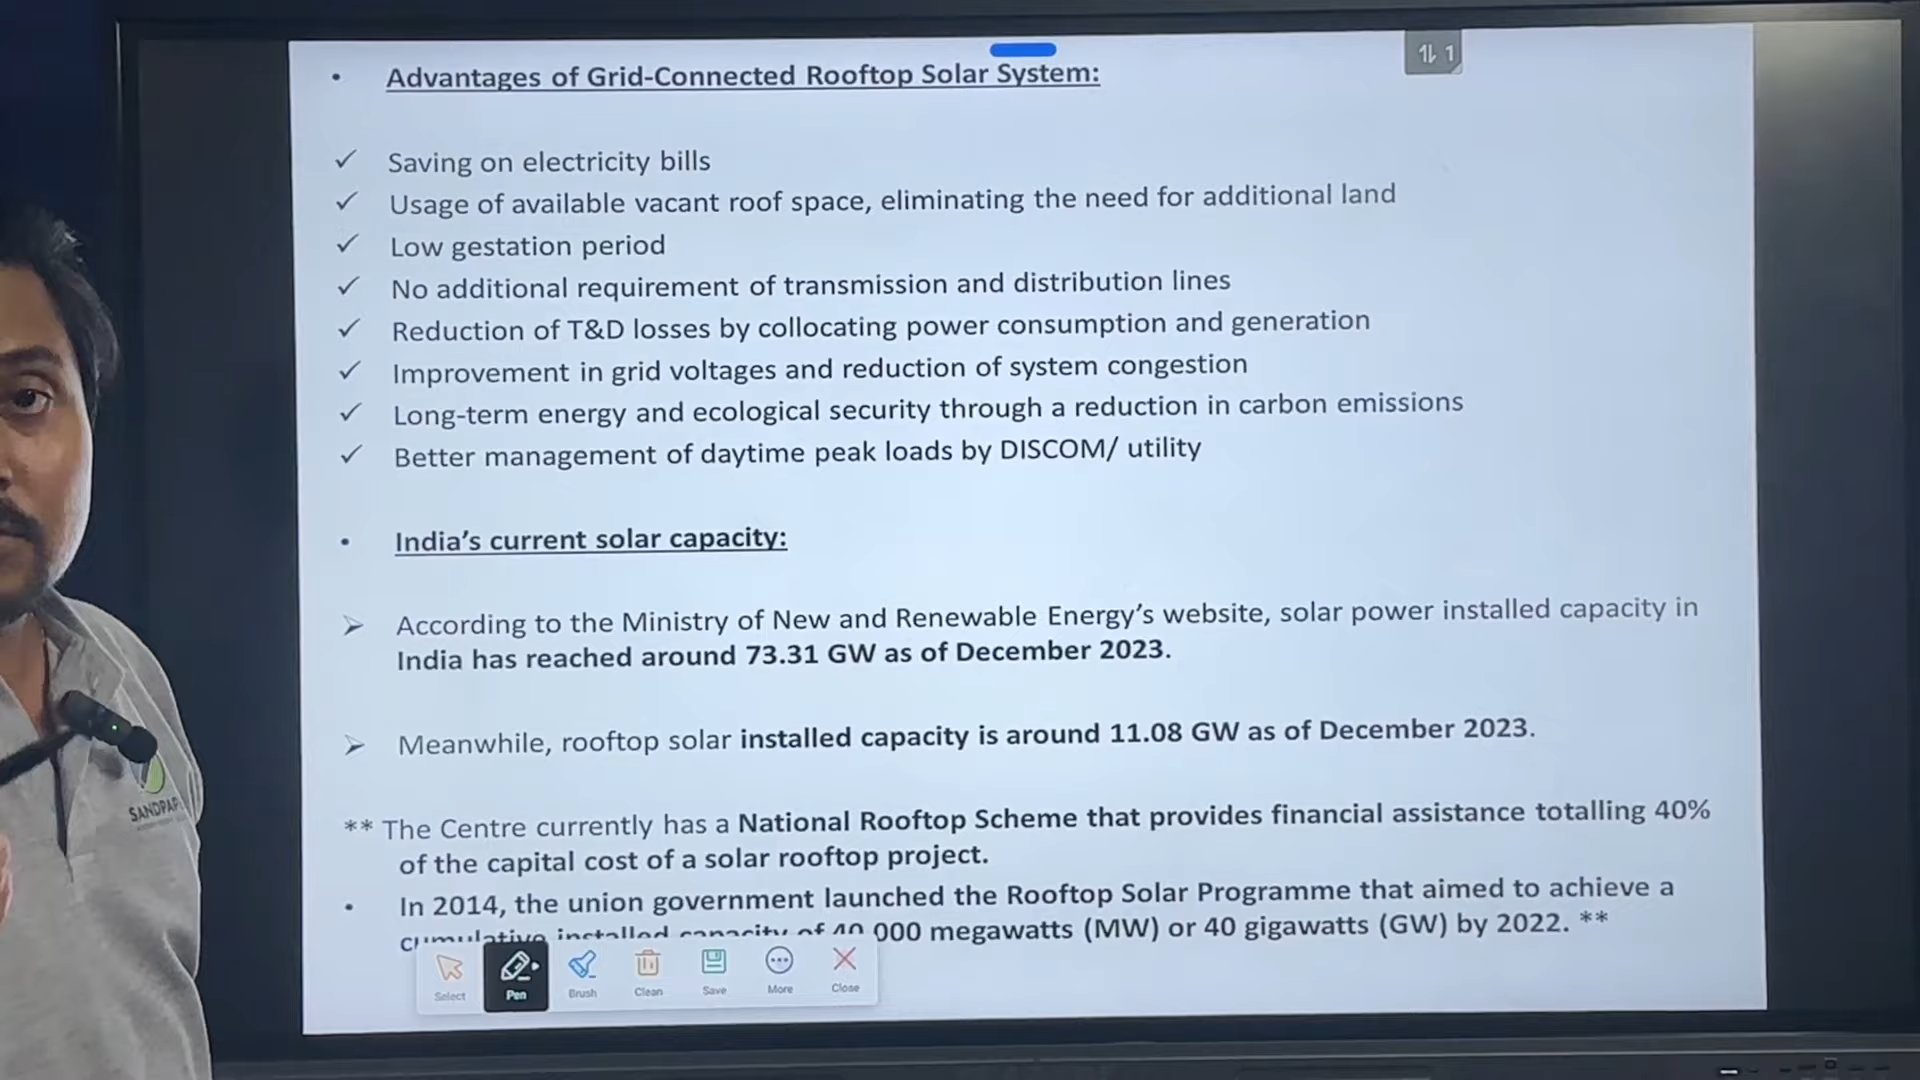 • Advantages of Grid-Connected Rooftop Solar System:
1
✓ Saving on electricity bills
✓ Usage of available vacant roof space, eliminating the need for additional land
✓ Low gestation period
✓ No additional requirement of transmission and distribution lines
✓ Reduction of T&D losses by collocating power consumption and generation
✓ Improvement in grid voltages and reduction of system congestion
✓ Long-term energy and ecological security through a reduction in carbon emissions
✓ Better management of daytime peak loads by DISCOM/ utility
• India's current solar capacity:
➢ According to the Ministry of New and Renewable Energy's website, solar power installed capacity in
India has reached around 73.31 GW as of December 2023.
➢ Meanwhile, rooftop solar installed capacity is around 11.08 GW as of December 2023.
** The Centre currently has a National Rooftop Scheme that provides financial assistance totalling 40%
of the capital cost of a solar rooftop project.
• In 2014, the union government launched the Rooftop Solar Programme that aimed to achieve a
cumulative installed capacity of 40 000 megawatts (MW) or 40 gigawatts (GW) by 2022. **
Select Pen Brush Clean Save More Close